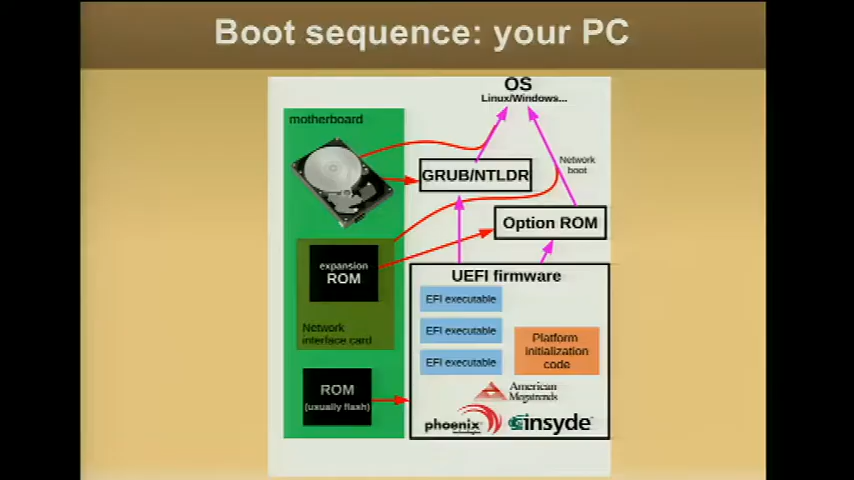 Boot sequence: your PC
OS
Linux/Windows...
motherboard
GRUB/NTLDR
Network
boot
Option ROM
expansion
ROM
Network
interface card
UEFI firmware
EFI executable
EFI executable
EFI executable
Platform
Initialization
code
ROM
(usually flash)
American
Megatrends
phoenix
technologies
insyde